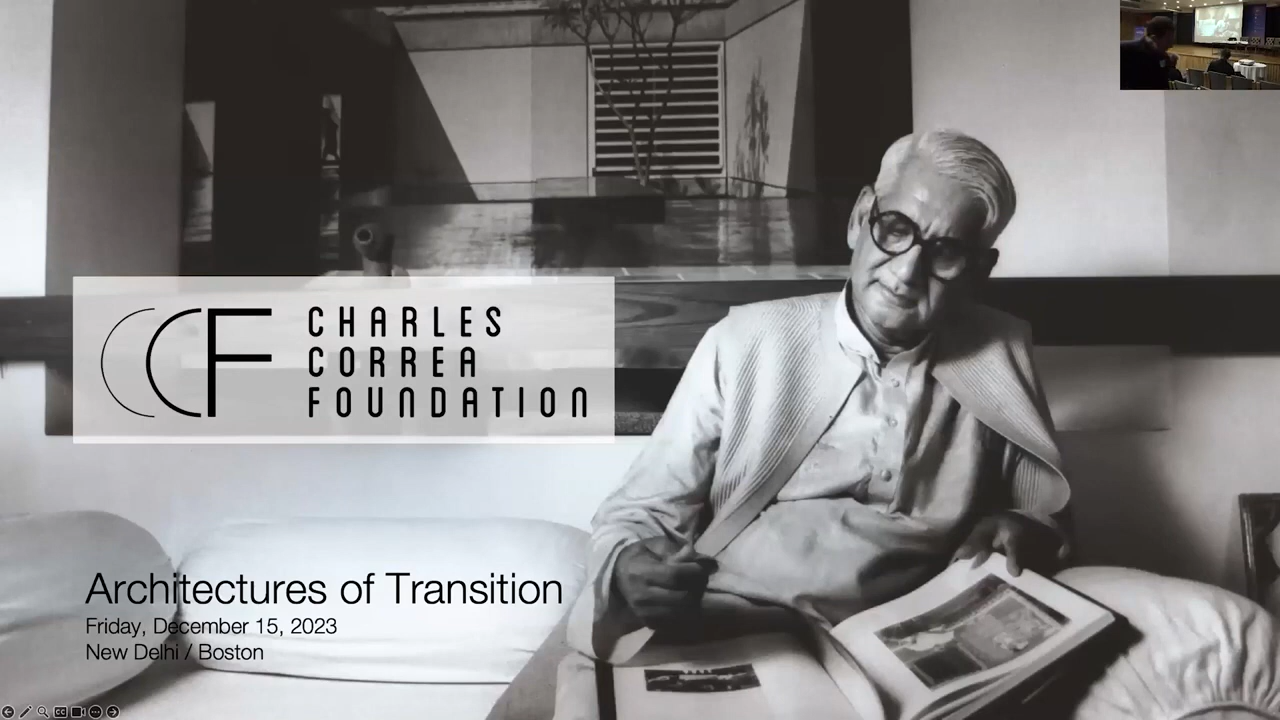 CCF
CHARLES
CORREA
FOUNDATION
Architectures of Transition
Friday, December 15, 2023
New Delhi / Boston